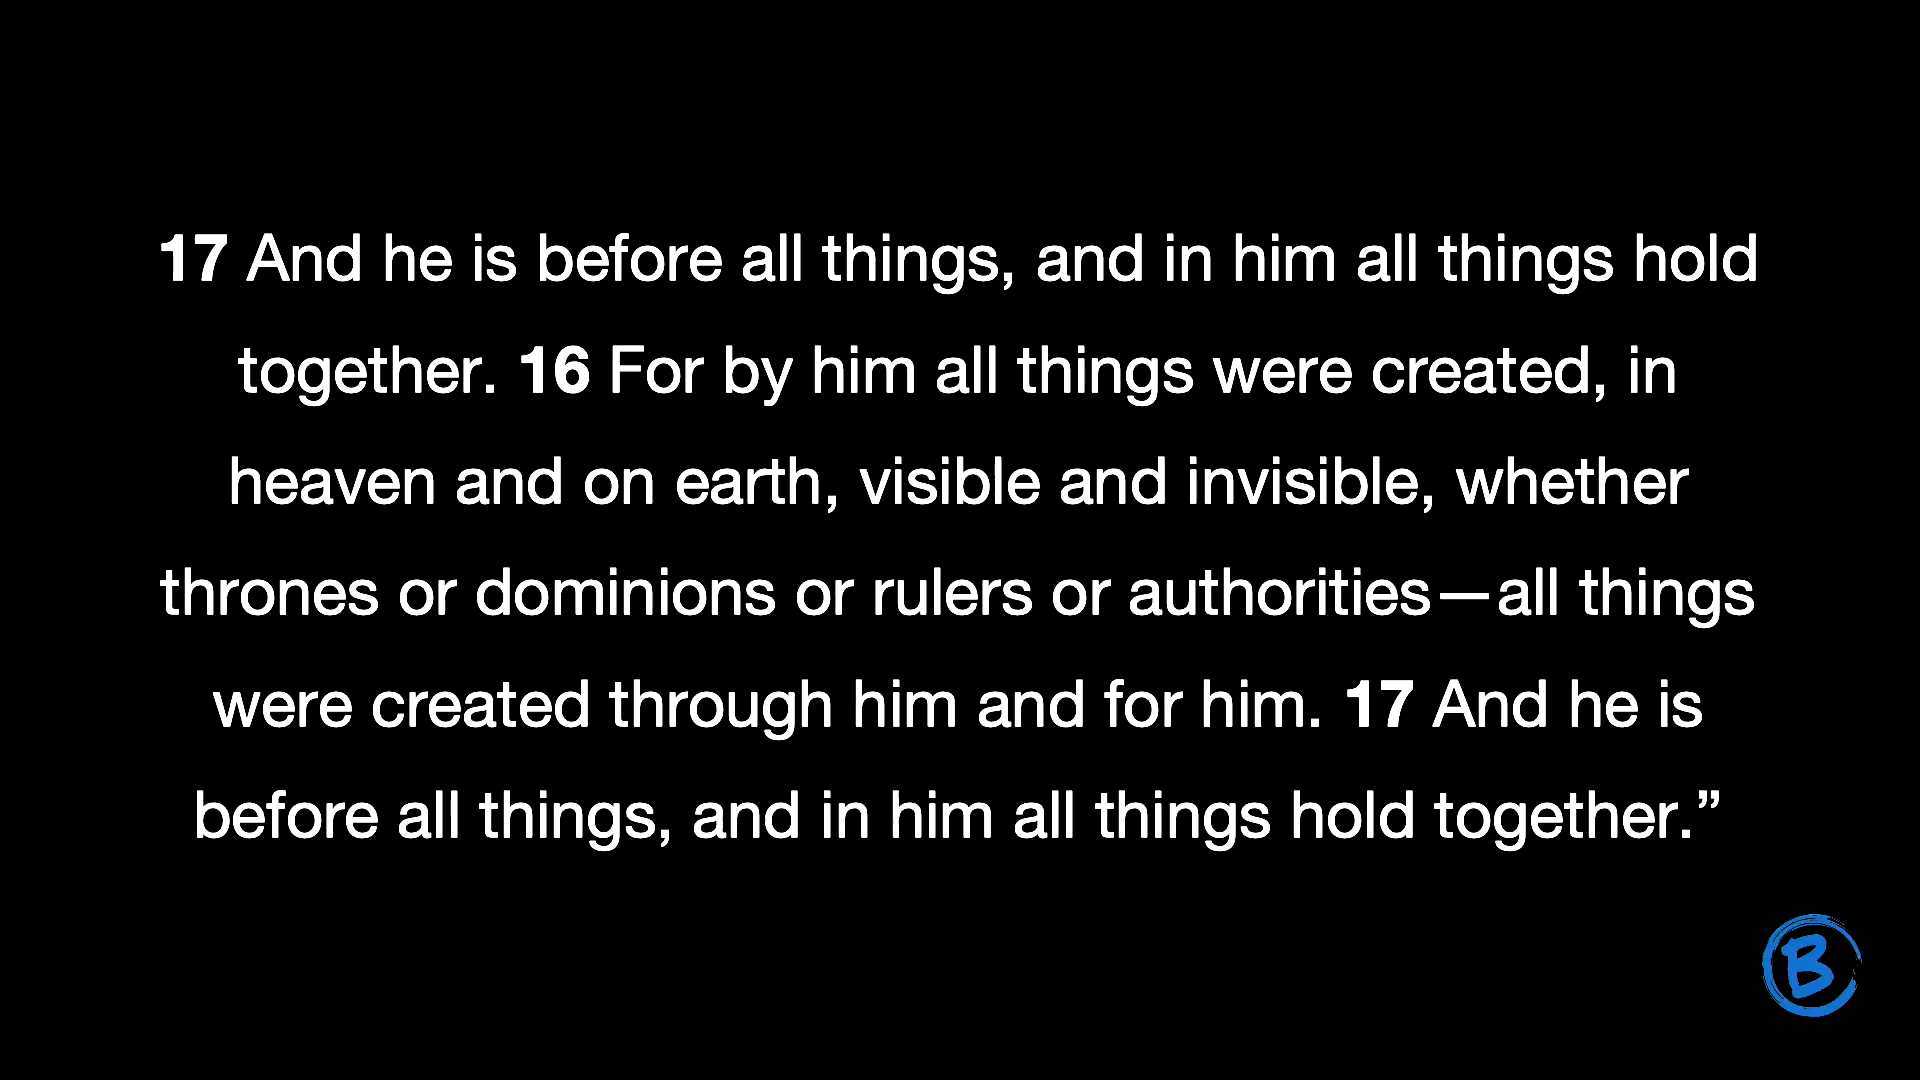 17 And he is before all things, and in him all things hold
together. 16 For by him all things were created, in
heaven and on earth, visible and invisible, whether
thrones or dominions or rulers or authorities—all things
were created through him and for him. 17 And he is
before all things, and in him all things hold together.”
B